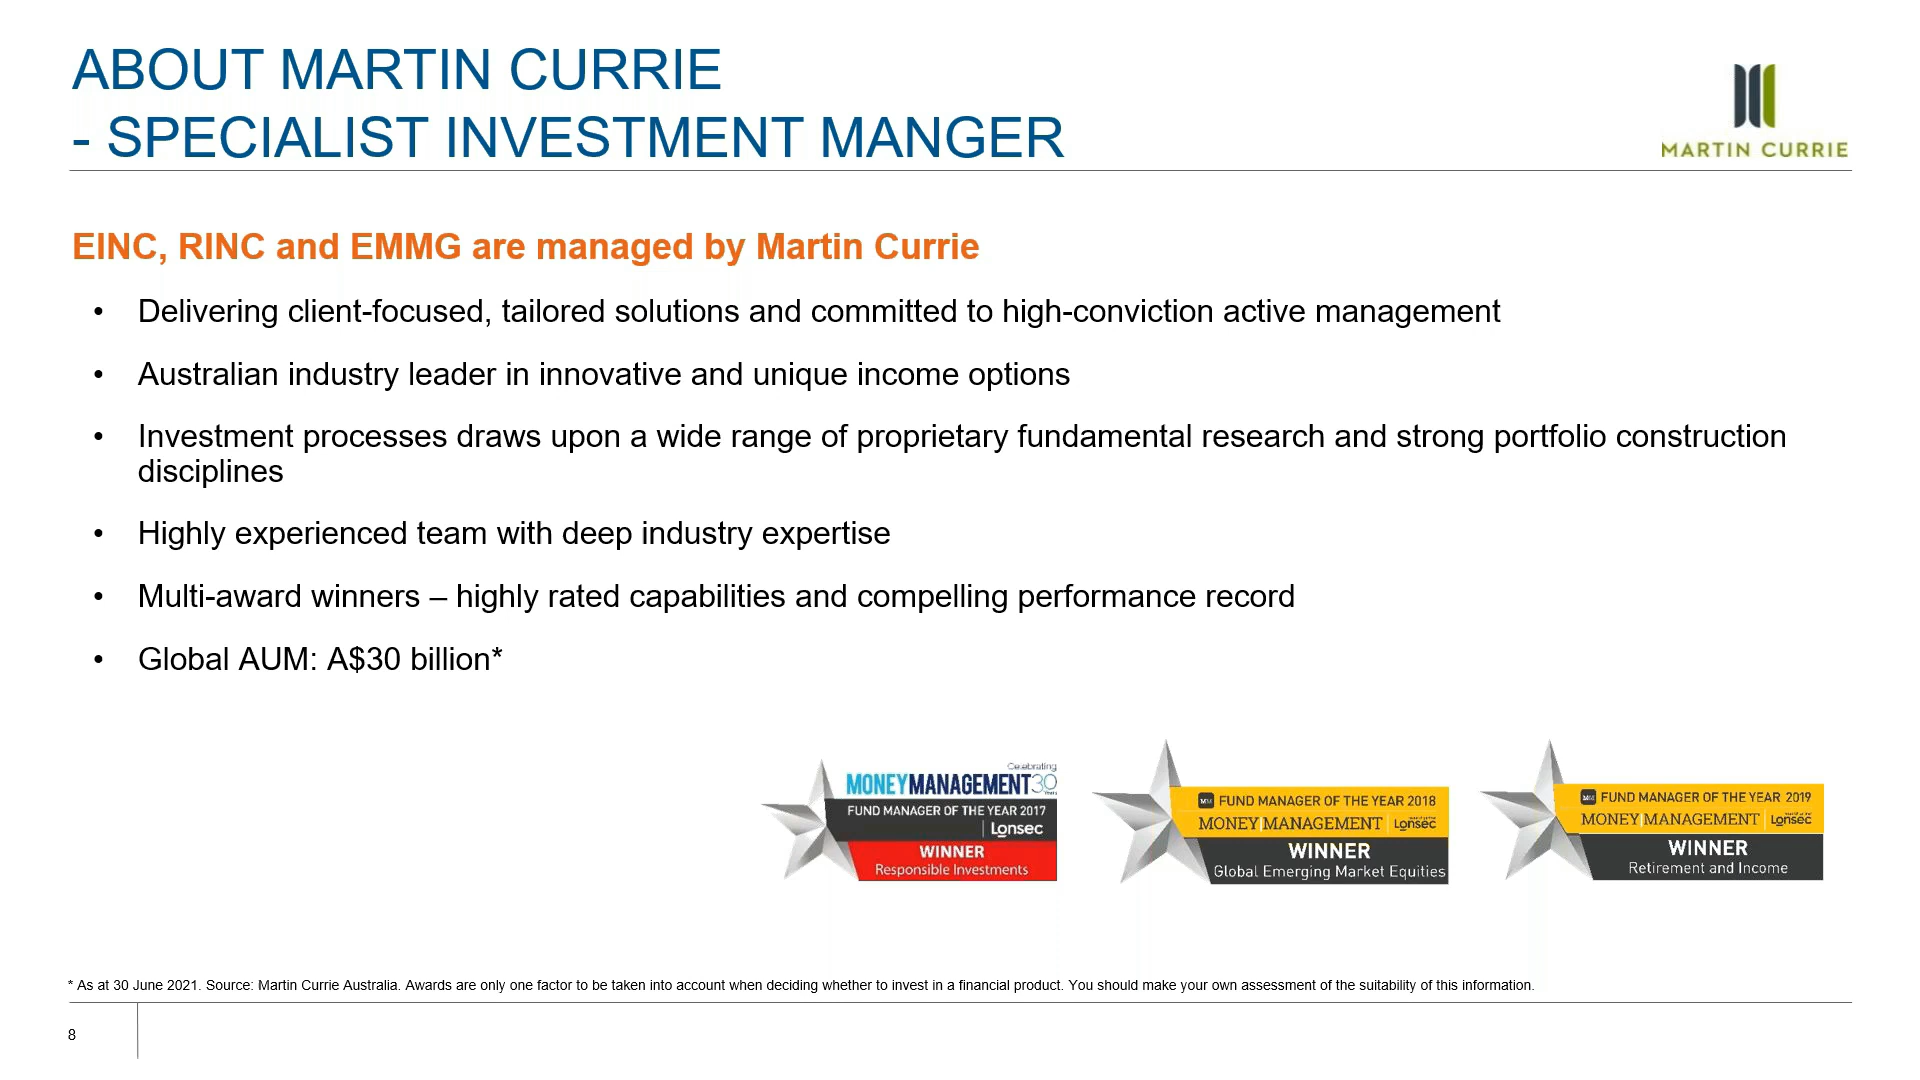 ABOUT MARTIN CURRIE
- SPECIALIST INVESTMENT MANGER
MARTIN CURRIE
EINC, RINC and EMMG are managed by Martin Currie
• Delivering client-focused, tailored solutions and committed to high-conviction active management
• Australian industry leader in innovative and unique income options
• Investment processes draws upon a wide range of proprietary fundamental research and strong portfolio construction
disciplines
• Highly experienced team with deep industry expertise
• Multi-award winners – highly rated capabilities and compelling performance record
• Global AUM: A$30 billion*
Celebrating
MONEYMANAGEMENT 30
Years
FUND MANAGER OF THE YEAR 2017
Lonsec
WINNER
Responsible Investments
MM FUND MANAGER OF THE YEAR 2018
MONEY MANAGEMENT Lonsec
WINNER
Global Emerging Market Equities
MM FUND MANAGER OF THE YEAR 2019
MONEY MANAGEMENT Lonsec
WINNER
Retirement and Income
* As at 30 June 2021. Source: Martin Currie Australia. Awards are only one factor to be taken into account when deciding whether to invest in a financial product. You should make your own assessment of the suitability of this information.
8